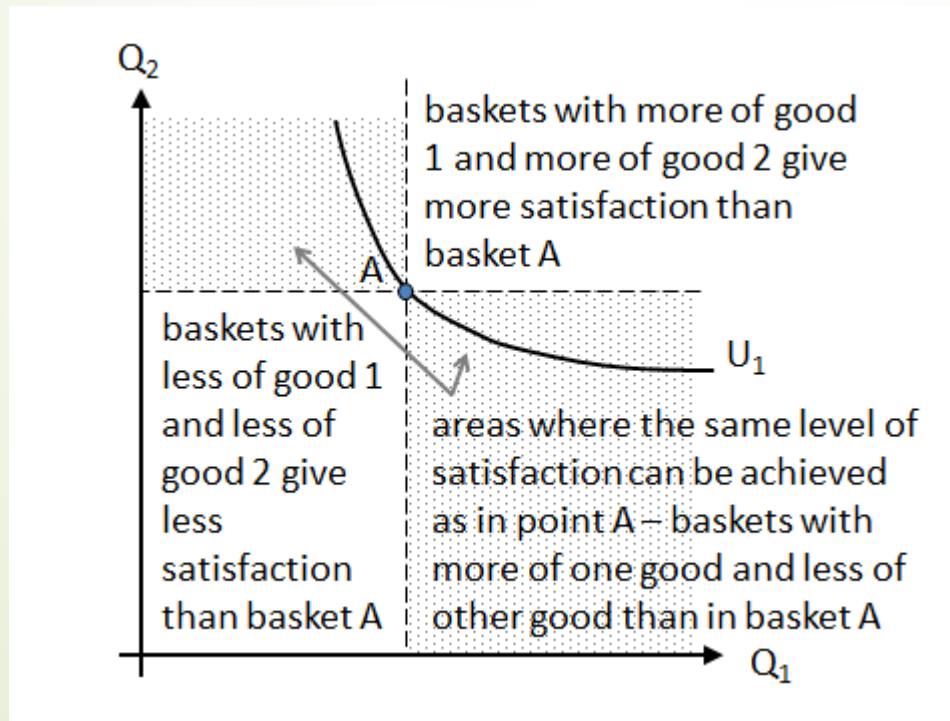 Q₂
baskets with more of good
1 and more of good 2 give
more satisfaction than
basket A
A
baskets with
less of good 1
and less of
good 2 give
less
satisfaction
than basket A
U₁
areas where the same level of
satisfaction can be achieved
as in point A – baskets with
more of one good and less of
other good than in basket A
Q₁